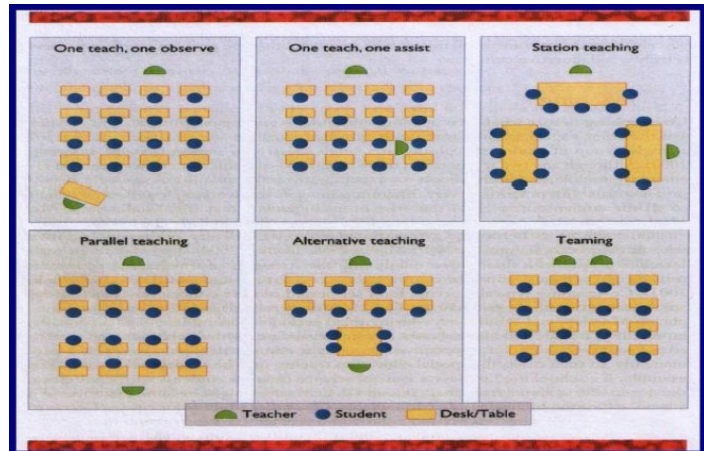 One teach, one observe
One teach, one assist
Station teaching
Parallel teaching
Alternative teaching
Teaming
Teacher
Student
Desk/Table